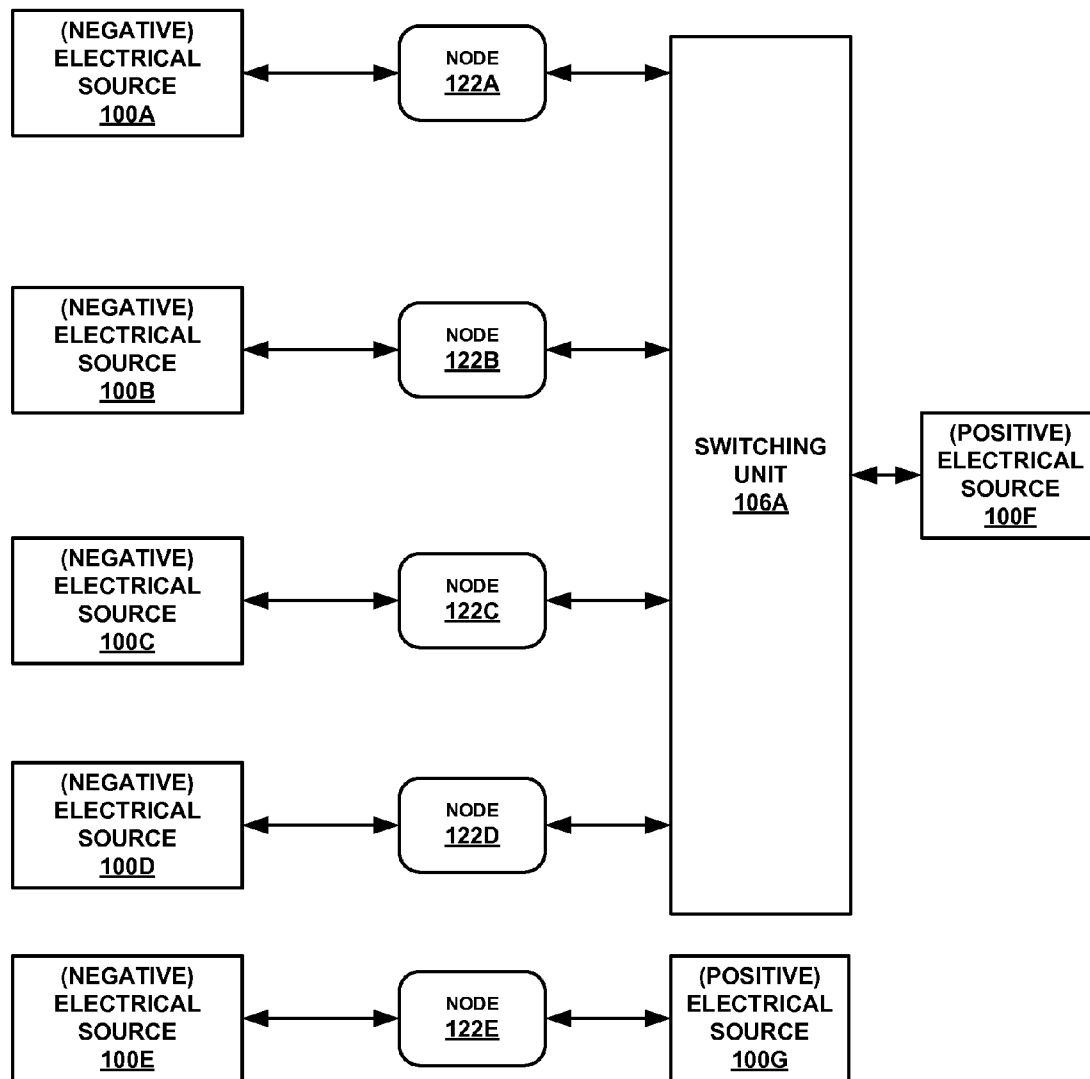 (NEGATIVE)
ELECTRICAL
SOURCE
100A
NODE
122A
(NEGATIVE)
ELECTRICAL
SOURCE
100B
NODE
122B
SWITCHING
UNIT
106A
(POSITIVE)
ELECTRICAL
SOURCE
100F
(NEGATIVE)
ELECTRICAL
SOURCE
100C
NODE
122C
(NEGATIVE)
ELECTRICAL
SOURCE
100D
NODE
122D
(NEGATIVE)
ELECTRICAL
SOURCE
100E
NODE
122E
(POSITIVE)
ELECTRICAL
SOURCE
100G